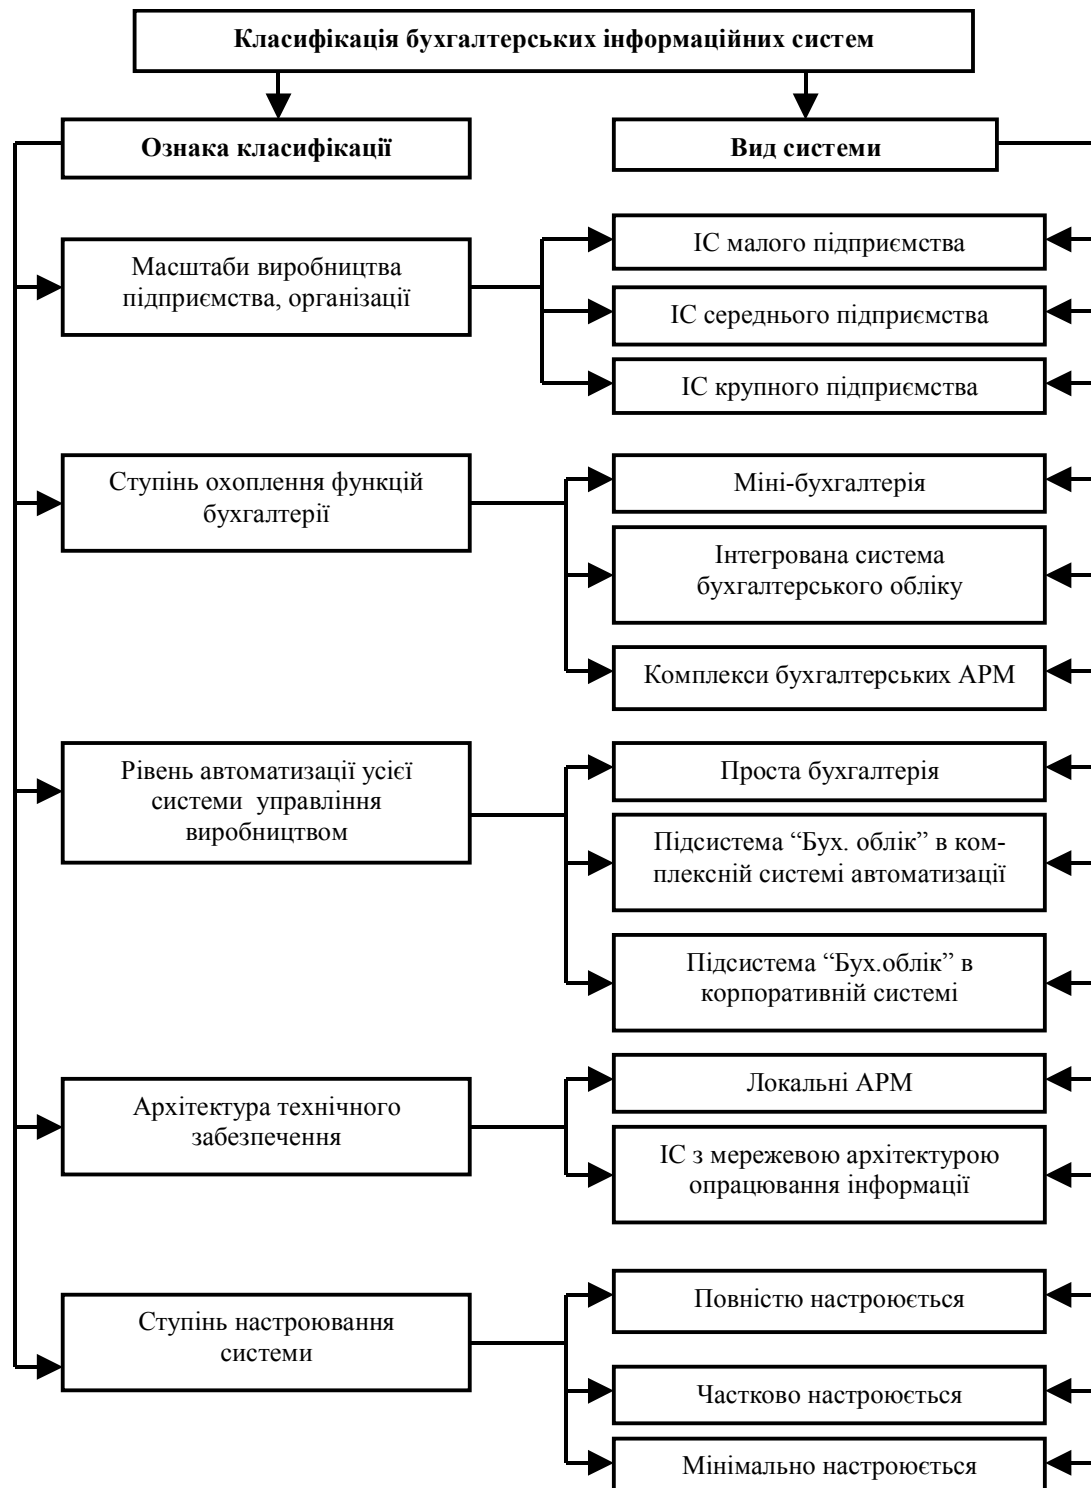 Класифікація бухгалтерських інформаційних систем
Ознака класифікації
Вид системи
Масштаби виробництва
підприємства, організації
ІС малого підприємства
ІС середнього підприємства
ІС крупного підприємства
Ступінь охоплення функцій
бухгалтерії
Міні-бухгалтерія
Інтегрована система
бухгалтерського обліку
Комплекси бухгалтерських АРМ
Рівень автоматизації усієї
системи управління
виробництвом
Проста бухгалтерія
Підсистема “Бух. облік” в ком-
плексній системі автоматизації
Підсистема “Бух.облік” в
корпоративній системі
Архітектура технічного
забезпечення
Локальні АРМ
ІС з мережевою архітектурою
опрацювання інформації
Ступінь настроювання
системи
Повністю настроюється
Частково настроюється
Мінімально настроюється